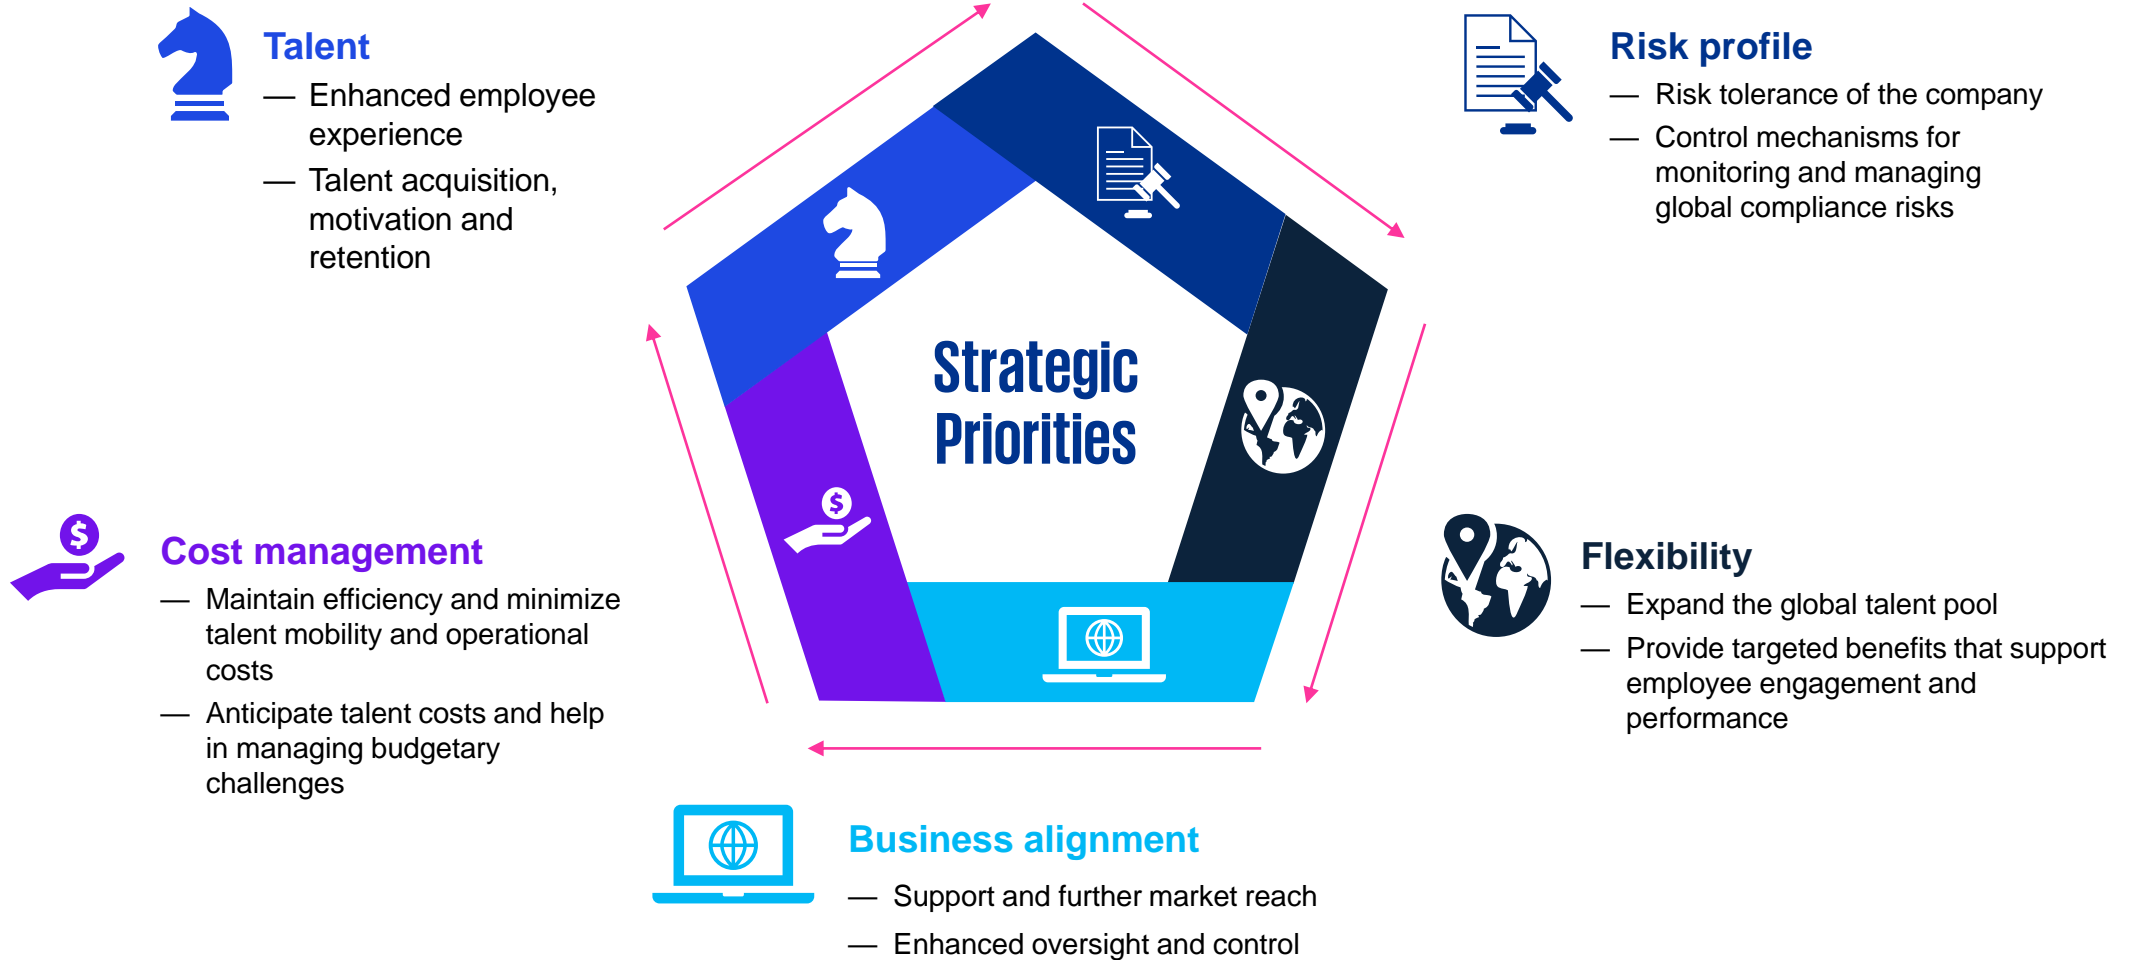 Talent
— Enhanced employee
experience
— Talent acquisition,
motivation and
retention
Risk profile
— Risk tolerance of the company
— Control mechanisms for
monitoring and managing
global compliance risks
Strategic
Priorities
Cost management
— Maintain efficiency and minimize
talent mobility and operational
costs
— Anticipate talent costs and help
in managing budgetary
challenges
Flexibility
— Expand the global talent pool
— Provide targeted benefits that support
employee engagement and
performance
Business alignment
— Support and further market reach
— Enhanced oversight and control
$
$